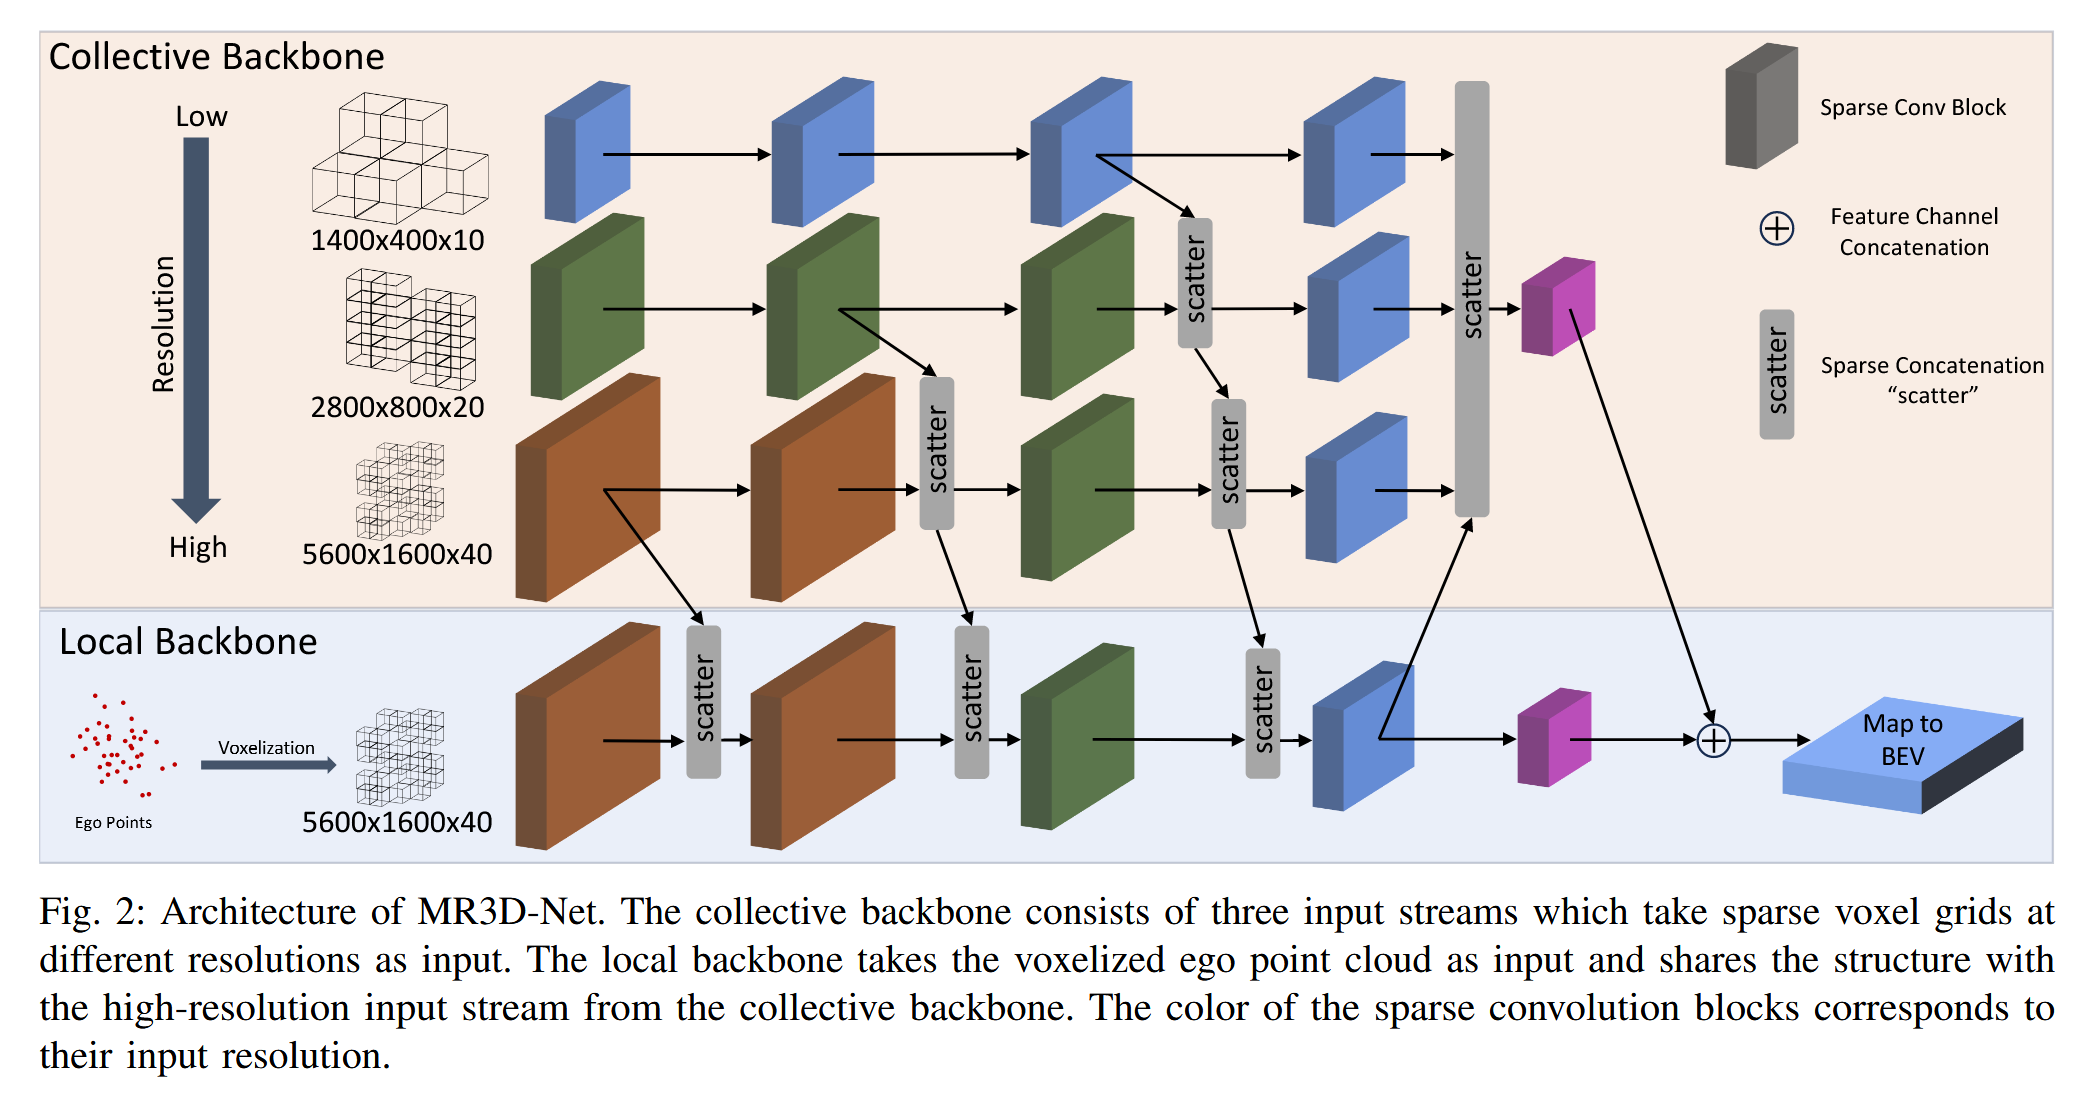 Collective Backbone
Low
Resolution
High
1400x400x10
2800x800x20
5600x1600x40
scatter
scatter
scatter
scatter
Sparse Conv Block
Feature Channel
Concatenation
scatter
Sparse Concatenation
“scatter”
Local Backbone
Ego Points
Voxelization
5600x1600x40
scatter
scatter
scatter
Map to
BEV
Fig. 2: Architecture of MR3D-Net. The collective backbone consists of three input streams which take sparse voxel grids at
different resolutions as input. The local backbone takes the voxelized ego point cloud as input and shares the structure with
the high-resolution input stream from the collective backbone. The color of the sparse convolution blocks corresponds to
their input resolution.